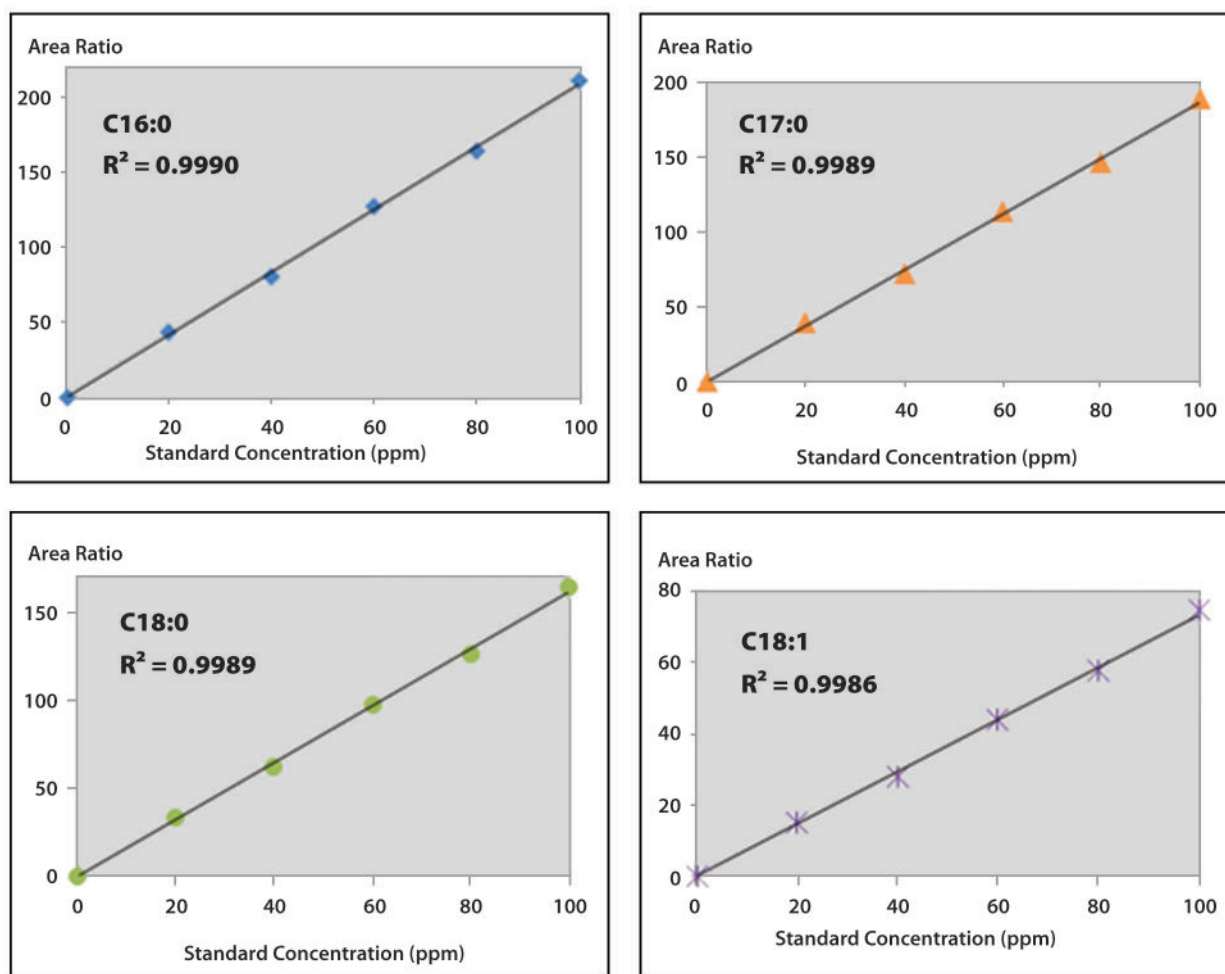 Area Ratio
C16:0
R² = 0.9990
200
150
100
50
0
0 20 40 60 80 100
Standard Concentration (ppm)
Area Ratio
C17:0
R² = 0.9989
200
150
100
50
0
0 20 40 60 80 100
Standard Concentration (ppm)
Area Ratio
C18:0
R² = 0.9989
150
100
50
0
0 20 40 60 80 100
Standard Concentration (ppm)
Area Ratio
C18:1
R² = 0.9986
80
60
40
20
0
0 20 40 60 80 100
Standard Concentration (ppm)